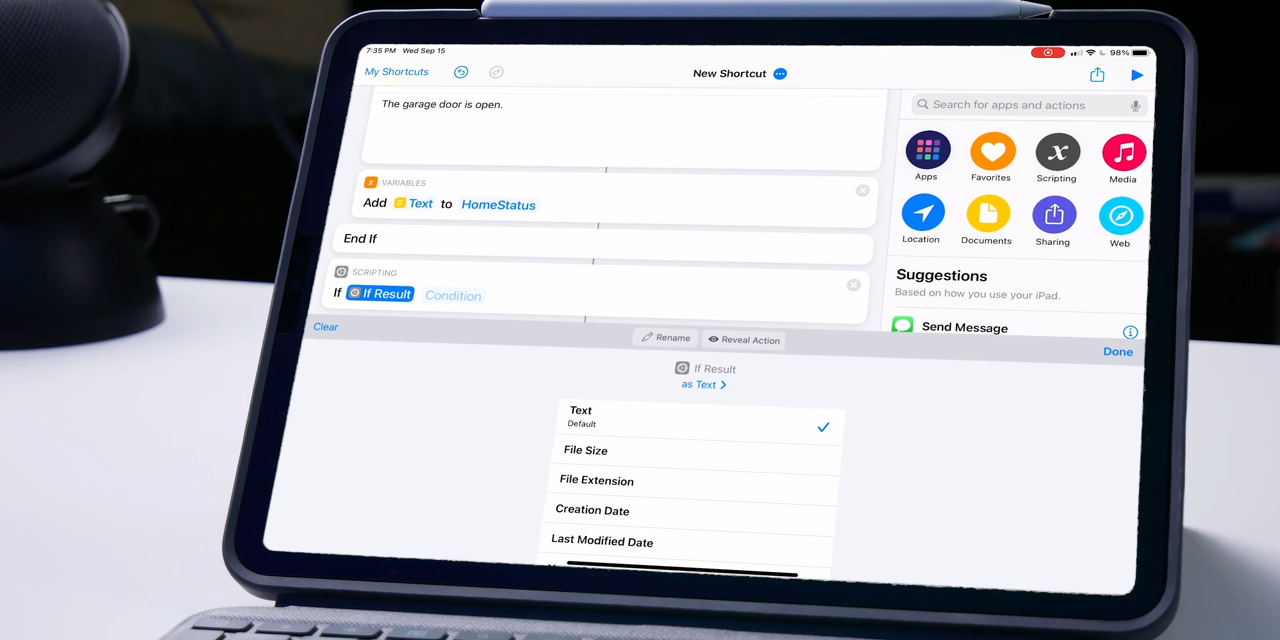 7:35 PM Wed Sep 15
98%
My Shortcuts
New Shortcut
The garage door is open.
VARIABLES
Add Text to HomeStatus
End If
SCRIPTING
If If Result Condition
Search for apps and actions
Apps Favorites Scripting Media
Location Documents Sharing Web
Suggestions
Based on how you use your iPad.
Send Message
Clear
Rename Reveal Action
Done
If Result
as Text
Text
Default
File Size
File Extension
Creation Date
Last Modified Date